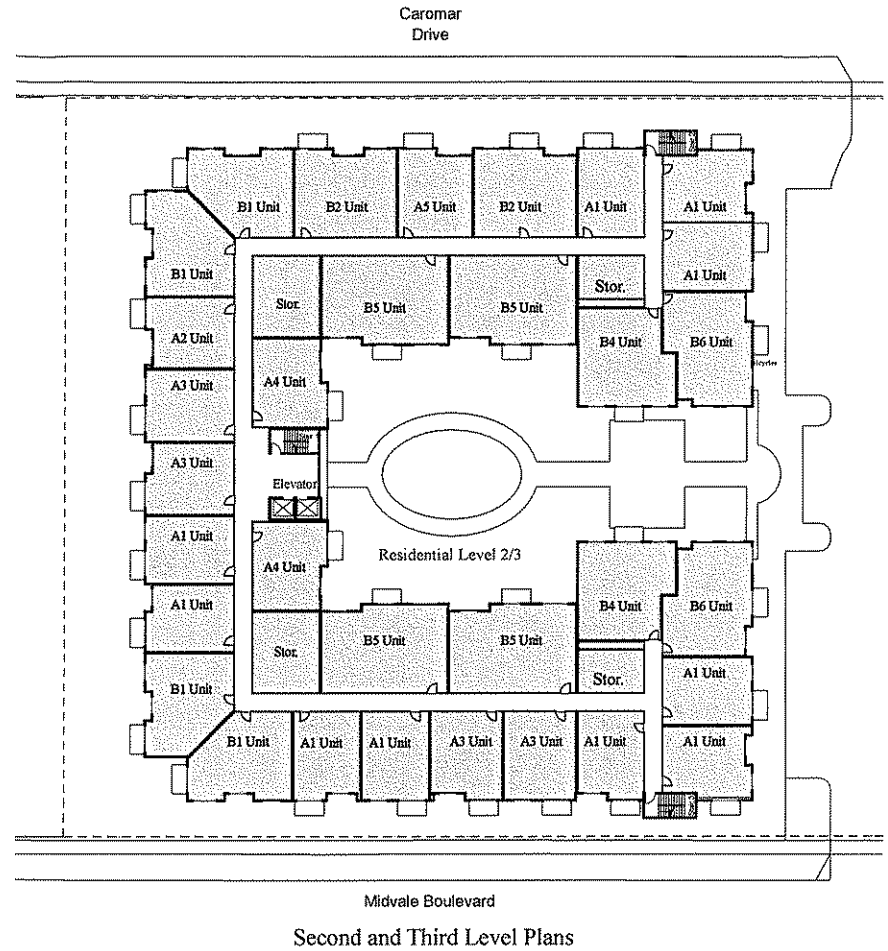 Caromar
Drive
B1 Unit
B2 Unit
A5 Unit
B2 Unit
A1 Unit
A1 Unit
B1 Unit
Stor.
B5 Unit
B5 Unit
Stor.
A1 Unit
A2 Unit
B4 Unit
B6 Unit
A3 Unit
A4 Unit
A3 Unit
Elevator
A1 Unit
A4 Unit
Residential Level 2/3
A1 Unit
B5 Unit
B5 Unit
B4 Unit
B6 Unit
B1 Unit
Stor.
Stor.
A1 Unit
B1 Unit
A1 Unit
A1 Unit
A3 Unit
A3 Unit
A1 Unit
A1 Unit
Midvale Boulevard
Second and Third Level Plans